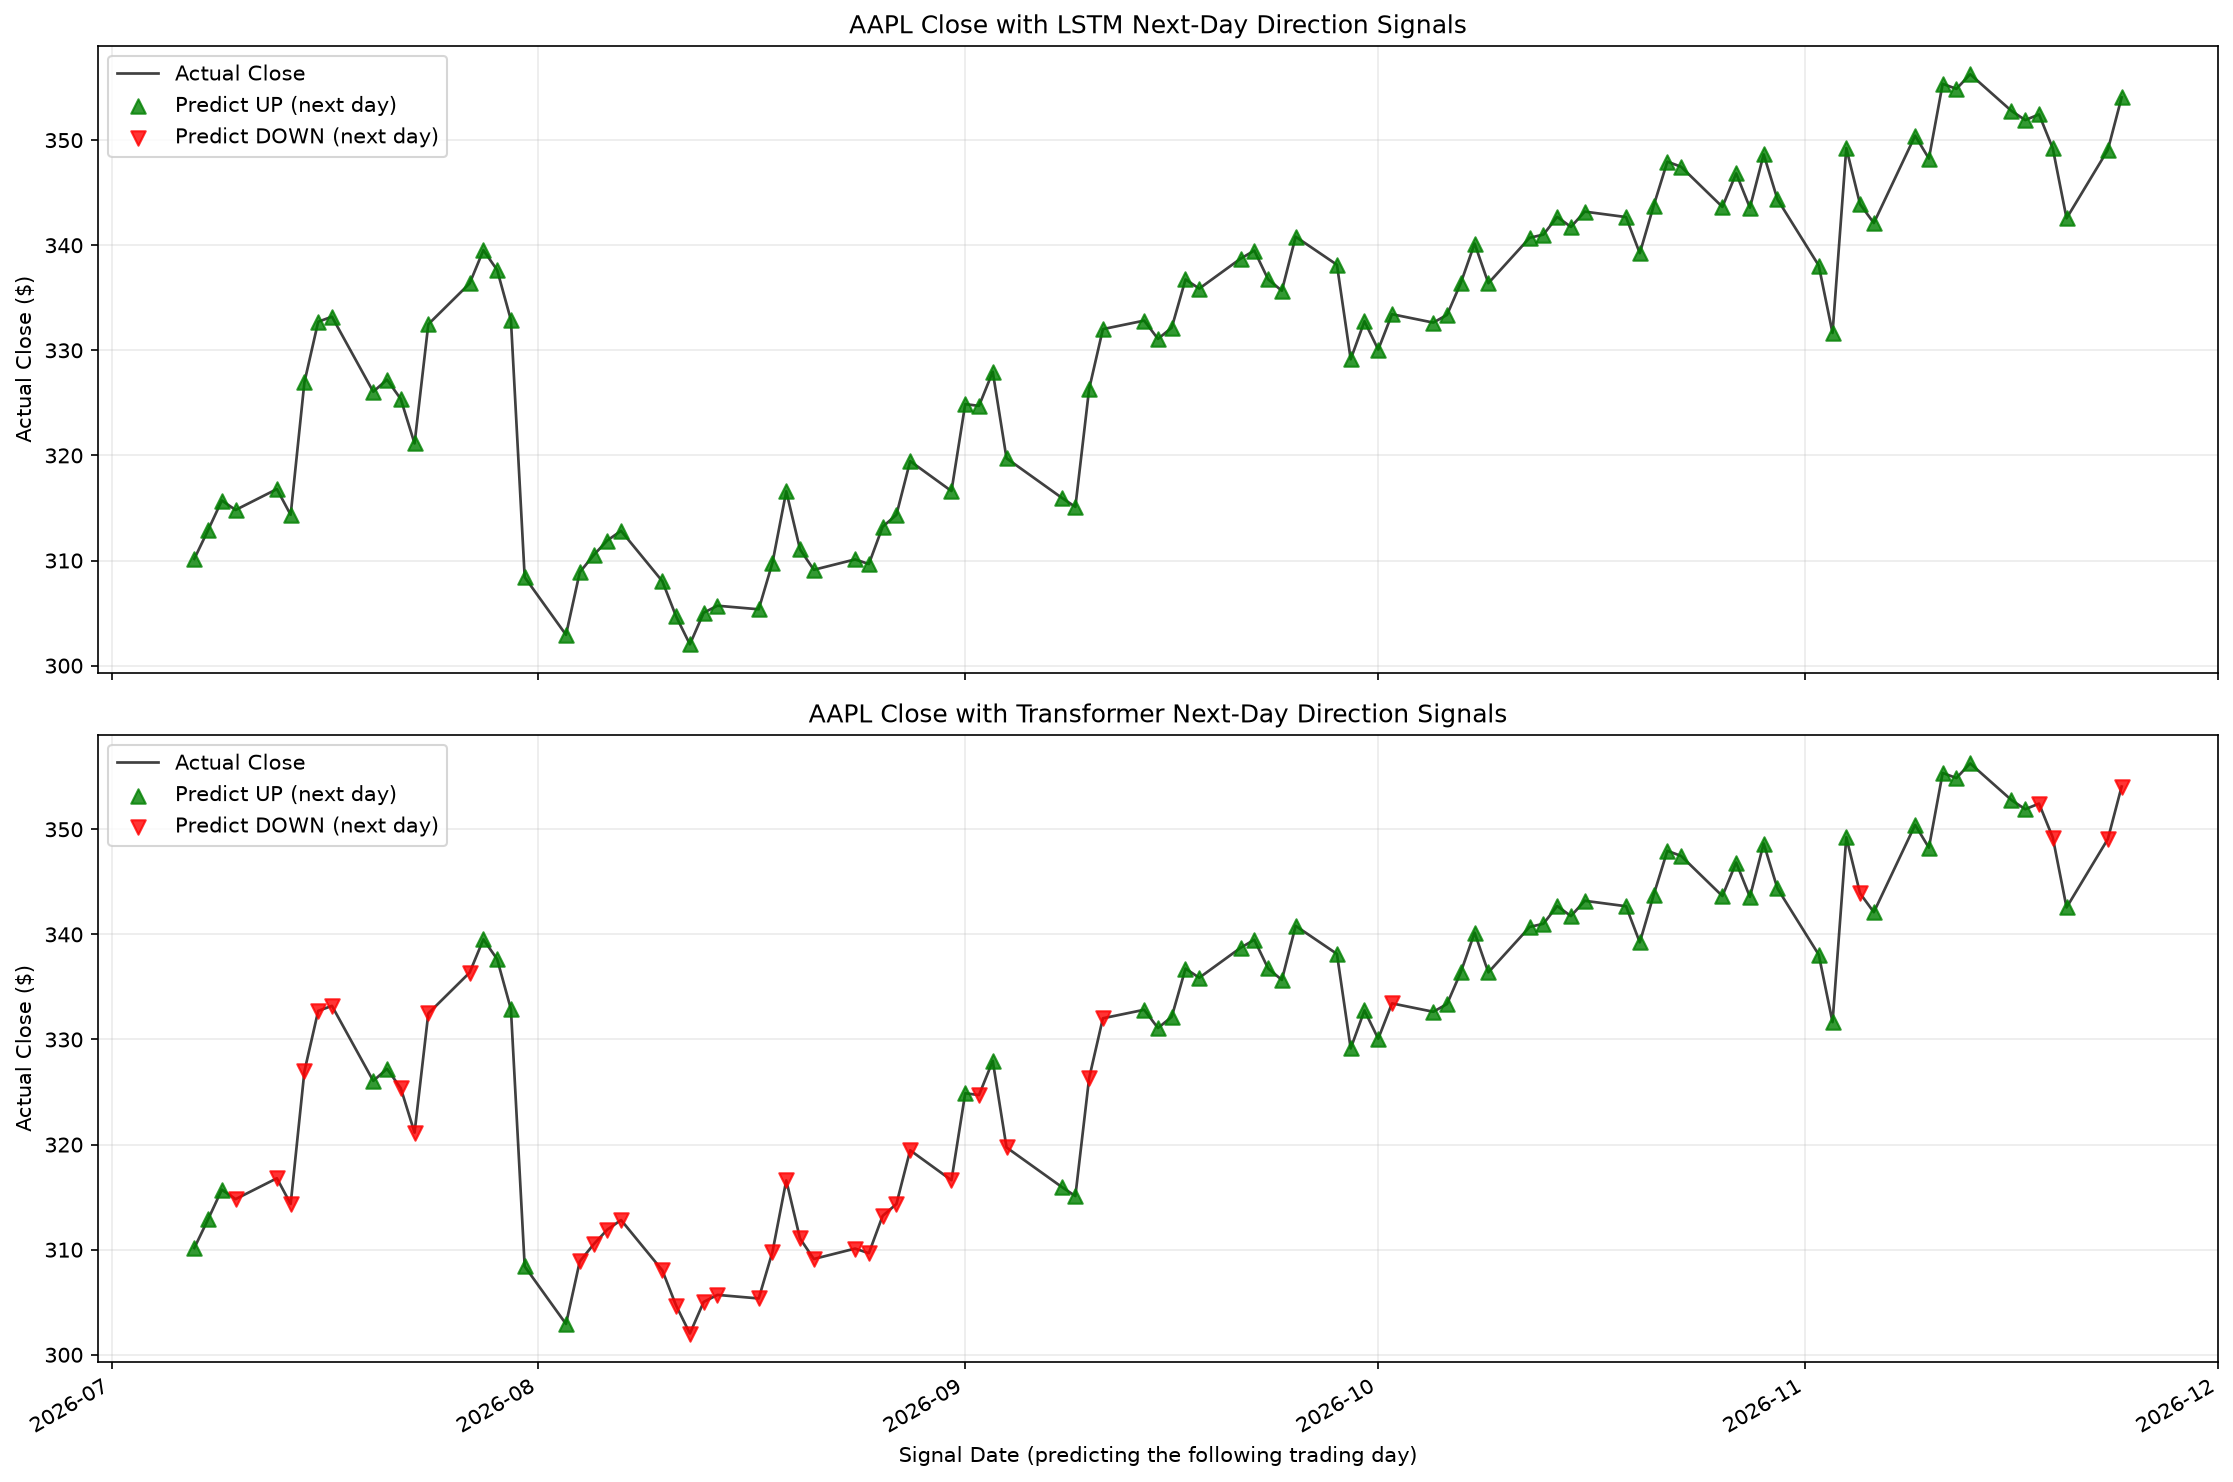 AAPL Close with LSTM Next-Day Direction Signals
Actual Close
Predict UP (next day)
Predict DOWN (next day)
Actual Close ($)
350
340
330
320
310
300
AAPL Close with Transformer Next-Day Direction Signals
Actual Close
Predict UP (next day)
Predict DOWN (next day)
Actual Close ($)
350
340
330
320
310
300
2026-07
2026-08
2026-09
2026-10
2026-11
2026-12
Signal Date (predicting the following trading day)